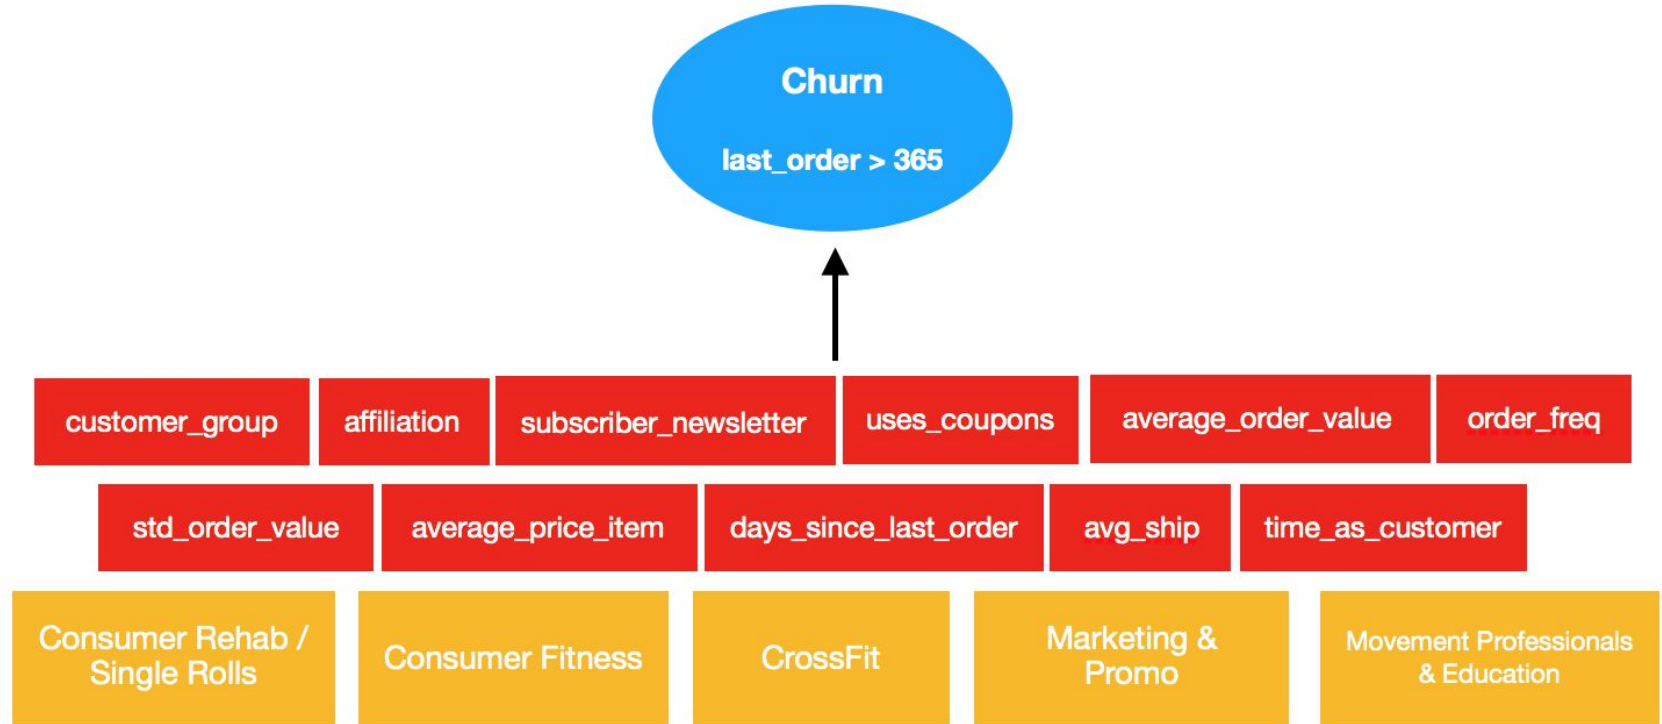 Churn
last_order > 365
customer_group
affiliation
subscriber_newsletter
uses_coupons
average_order_value
order_freq
std_order_value
average_price_item
days_since_last_order
avg_ship
time_as_customer
Consumer Rehab /
Single Rolls
Consumer Fitness
CrossFit
Marketing &
Promo
Movement Professionals
& Education